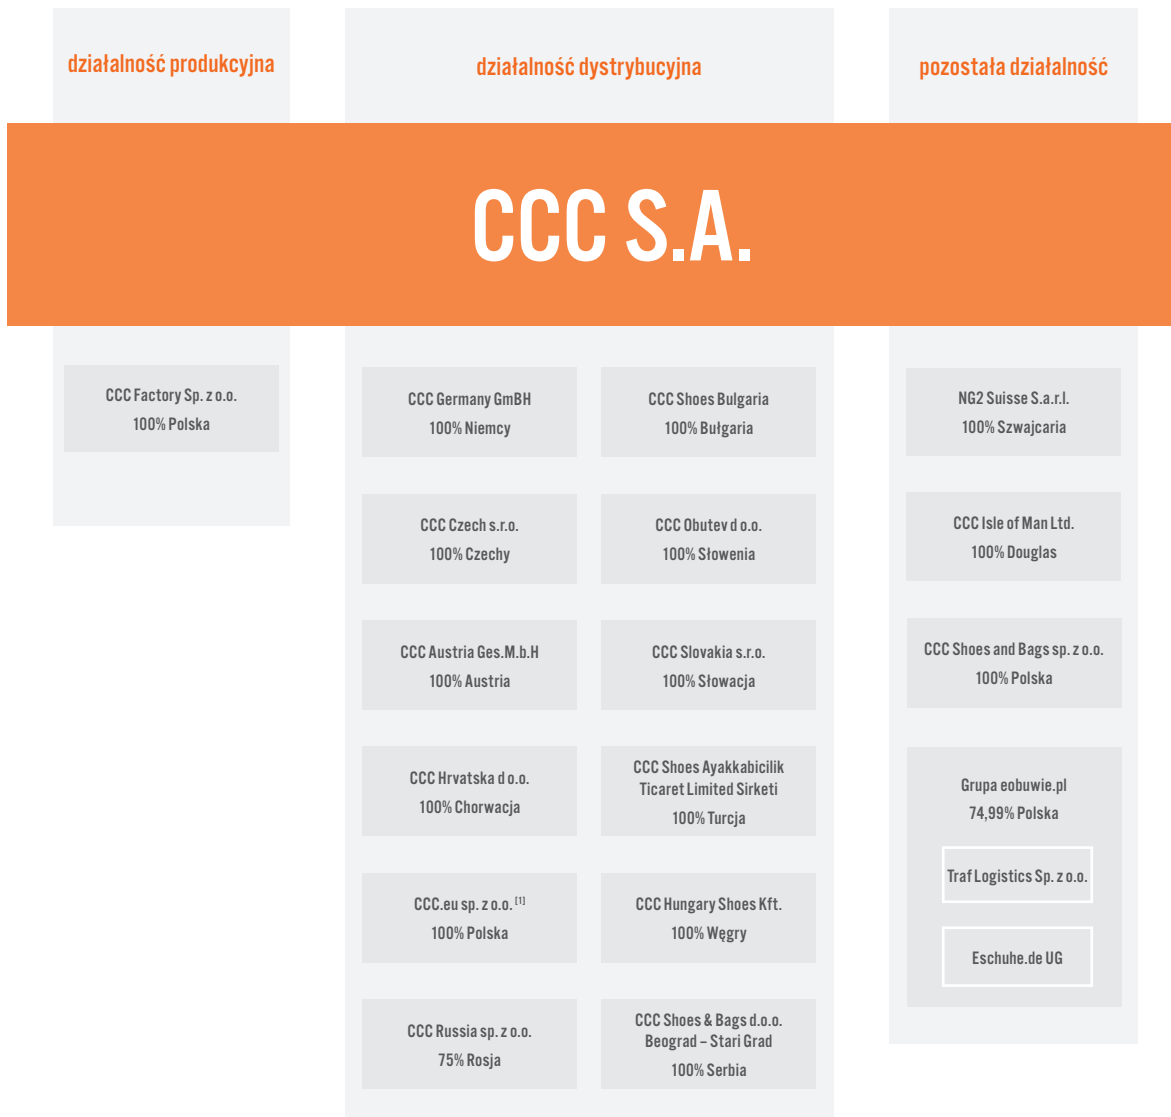 działalność produkcyjna
działalność dystrybucyjna
pozostała działalność
CCC S.A.
CCC Factory Sp. z o.o.
100% Polska
CCC Germany GmBH
100% Niemcy
CCC Shoes Bulgaria
100% Bułgaria
CCC Czech s.r.o.
100% Czechy
CCC Obutev d o.o.
100% Słowenia
CCC Austria Ges.M.b.H
100% Austria
CCC Slovakia s.r.o.
100% Słowacja
CCC Hrvatska d o.o.
100% Chorwacja
CCC Shoes Ayakkabicilik
Ticaret Limited Sirketi
100% Turcja
CCC.eu sp. z o.o. [1]
100% Polska
CCC Hungary Shoes Kft.
100% Węgry
CCC Russia sp. z o.o.
75% Rosja
CCC Shoes & Bags d.o.o.
Beograd – Stari Grad
100% Serbia
NG2 Suisse S.a.r.l.
100% Szwajcaria
CCC Isle of Man Ltd.
100% Douglas
CCC Shoes and Bags sp. z o.o.
100% Polska
Grupa eobuwie.pl
74,99% Polska
Traf Logistics Sp. z o.o.
Eschuhe.de UG